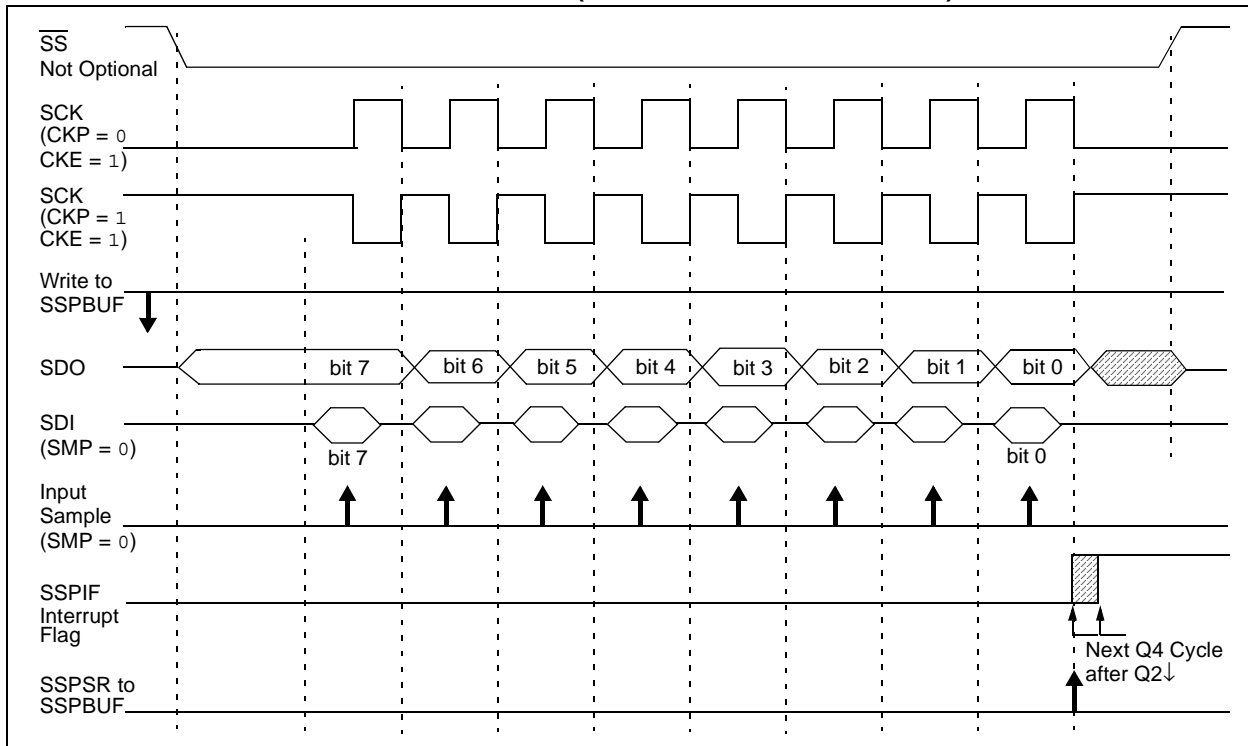 SS
Not Optional
SCK
(CKP = 0
CKE = 1)
SCK
(CKP = 1
CKE = 1)
Write to
SSPBUF
SDO
bit 7 bit 6 bit 5 bit 4 bit 3 bit 2 bit 1 bit 0
SDI
(SMP = 0)
bit 7 bit 0
Input
Sample
(SMP = 0)
SSPIF
Interrupt
Flag
Next Q4 Cycle
after Q2↓
SSPSR to
SSPBUF